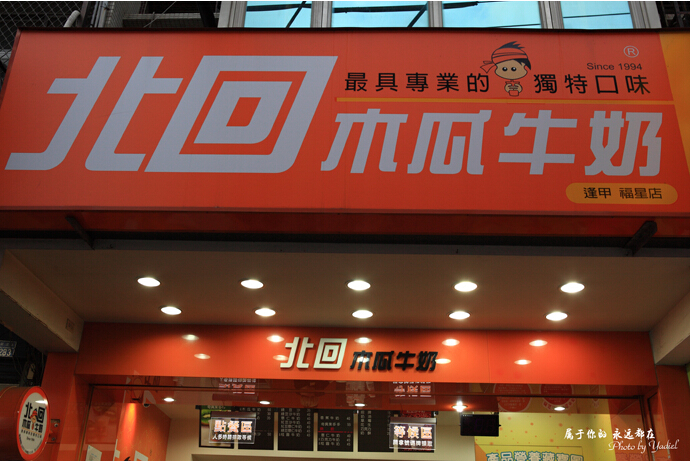 北回
最具專業的 獨特口味
Since 1994
®
木瓜牛奶
逢甲 福星店
北回 木瓜牛奶
北回
木瓜牛奶
點餐區
等候區
属于你的 永远都在
Photo by Yadiel